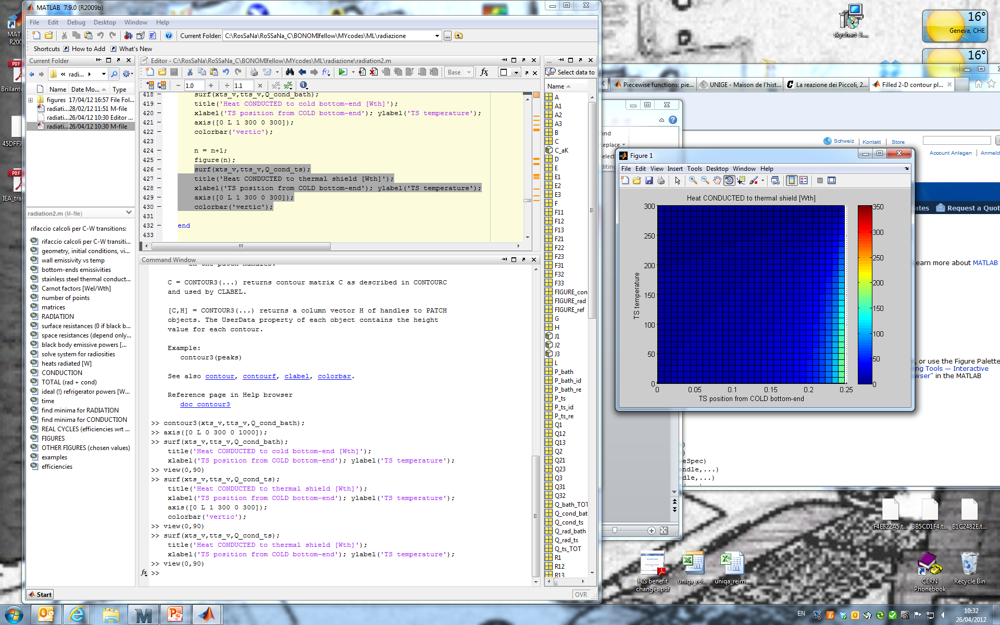 MATLAB 7.9.0 (R2009b)
File Edit Debug Desktop Window Help
Current Folder: C:\RosSaNa\RoSSaNa_C\BONOMIfellow\MYcodes\ML\radiazione
Shortcuts How to Add What's New
Current Folder
« radi...
Name Date Mo... Type
figures 17/04/12 16:57 File Fol...
radiati... 28/02/12 11:51 M-file
radiati... 26/04/12 10:30 Editor ...
radiati... 26/04/12 10:30 M-file
radiation2.m (M-file)
rifaccio calcoli per C-W transitions:
rifaccio calcoli per C-W transiti...
geometry, initial conditions, vi...
wall emissivity vs temp
bottom-ends emissivities
stainless steel thermal conduct...
Carnot factors [Wel/Wth]
number of points
matrices
RADIATION
surface resistances (0 if black b...
space resistances (depend only...
black body emissive powers [...
solve system for radiosities
heats radiated [W]
CONDUCTION
TOTAL (rad + cond)
ideal (!) refrigerator powers [W...
time
find minima for RADIATION
find minima for CONDUCTION
REAL CYCLES (efficiencies wrt ...
FIGURES
OTHER FIGURES (chosen values)
examples
efficiencies
Start
Editor - C:\RosSaNa\RoSSaNa_C\BONOMIfellow\MYcodes\ML\radiazione\radiation2.m
Base
− 1.0 + ÷ 1.1 ×
418 – surf(xts_v,tts_v,Q_cond_bath);
419 – title('Heat CONDUCTED to cold bottom-end [Wth]');
420 – xlabel('TS position from COLD bottom-end'); ylabel('TS temperature');
421 – axis([0 L 1 300 0 300]);
422 – colorbar('vertic');
423
424 – n = n+1;
425 – figure(n);
426 – surf(xts_v,tts_v,Q_cond_ts);
427 – title('Heat CONDUCTED to thermal shield [Wth]');
428 – xlabel('TS position from COLD bottom-end'); ylabel('TS temperature');
429 – axis([0 L 1 300 0 300]);
430 – colorbar('vertic');
431
432 – end
433
Command Window
C = CONTOUR3(...) returns contour matrix C as described in CONTOURC
and used by CLABEL.
[C,H] = CONTOUR3(...) returns a column vector H of handles to PATCH
objects. The UserData property of each object contains the height
value for each contour.
Example:
contour3(peaks)
See also contour, contourf, clabel, colorbar.
Reference page in Help browser
doc contour3
>> contour3(xts_v,tts_v,Q_cond_bath);
>> axis([0 L 0 300 0 1000]);
>> surf(xts_v,tts_v,Q_cond_bath);
title('Heat CONDUCTED to cold bottom-end [Wth]');
xlabel('TS position from COLD bottom-end'); ylabel('TS temperature');
>> view(0,90)
>> surf(xts_v,tts_v,Q_cond_ts);
title('Heat CONDUCTED to thermal shield [Wth]');
xlabel('TS position from COLD bottom-end'); ylabel('TS temperature');
axis([0 L 1 300 0 300]);
colorbar('vertic');
>> view(0,90)
>> surf(xts_v,tts_v,Q_cond_ts);
title('Heat CONDUCTED to thermal shield [Wth]');
xlabel('TS position from COLD bottom-end'); ylabel('TS temperature');
>> view(0,90)
fx >>
OVR
Select data to
Name
A
A1
A2
A3
B
C
C_aK
D
E
E1
E2
E3
F
F11
F12
F13
F21
F22
F23
F31
F32
F33
FIGURE_con
FIGURE_rad
FIGURE_ref
G
H
J1
J2
J3
L
P_bath
P_bath_id
P_bath_re
P_ts
P_ts_id
P_ts_re
Q1
Q12
Q13
Q2
Q21
Q23
Q3
Q31
Q32
Q_bath_TOT
Q_cond_bat
Q_cond_ts
Q_rad_bath
Q_rad_ts
Q_ts_TOT
R1
R12
R13
skychart-3....
16°
Geneva, CHE
16°
Piecewise functions: pie...
UNIGE - Maison de l'hist...
La reazione dei Piccoli, 2...
Filled 2-D contour pl...
ind
eplace
elect
diting
Schweiz | Kontakt | Store
Account Anlegen | Anmeld
ates Request a Quot
earn more about MATLAB
, or use the Figure Palette
ng Tools — Interactive
wser" in the MATLAB
eSpec)
ndle,...)
dle,...)
Figure 1
File Edit View Insert Tools Desktop Window Help
Heat CONDUCTED to thermal shield [Wth]
300
250
200
150
100
50
0
TS temperature
0 0.05 0.1 0.15 0.2 0.25
TS position from COLD bottom-end
350
300
250
200
150
100
50
0
F4E822A5.t...
3B5CD1F4.t...
B1C2482E.t...
HIS benefit changes.pdf
uniqa_rei...
uniqa_reim...
CERN Phonebook
Recycle Bin
MAT
R200
PDF
Brillante
45DFF7
PDF
IEA_tra
EN
10:32
26/04/2012